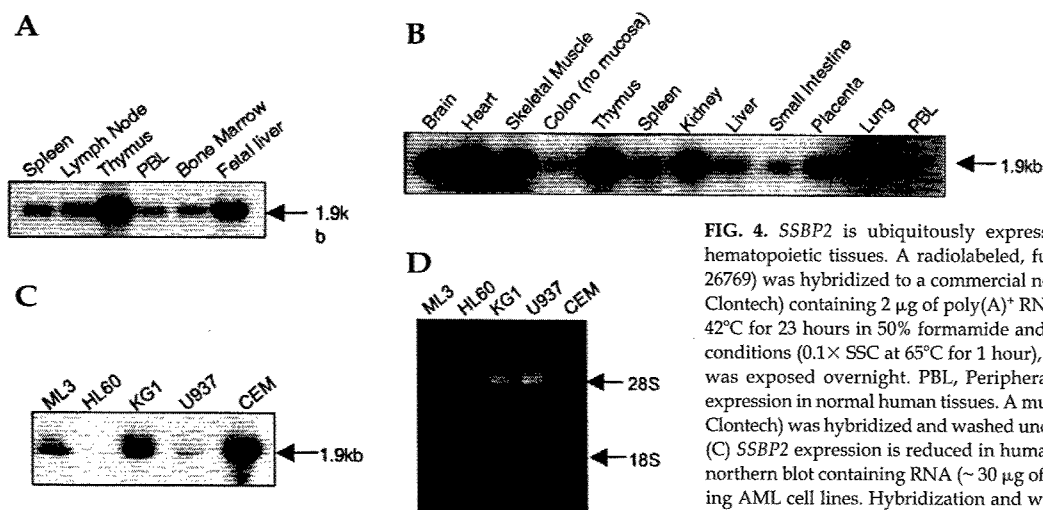 A
Spleen
Lymph Node
Thymus
PBL
Bone Marrow
Fetal liver
1.9k
b
B
Brain
Heart
Skeletal Muscle
Colon (no mucosa)
Thymus
Spleen
Kidney
Liver
Small Intestine
Placenta
Lung
PBL
1.9kb
C
ML3
HL60
KG1
U937
CEM
1.9kb
D
ML3
HL60
KG1
U937
CEM
28S
18S
FIG. 4. SSBP2 is ubiquitously express
hematopoietic tissues. A radiolabeled, fu
26769) was hybridized to a commercial n
Clontech) containing 2 μg of poly(A)+ RN
42°C for 23 hours in 50% formamide and
conditions (0.1× SSC at 65°C for 1 hour),
was exposed overnight. PBL, Periphera
expression in normal human tissues. A mu
Clontech) was hybridized and washed und
(C) SSBP2 expression is reduced in huma
northern blot containing RNA (~ 30 μg of
ing AML cell lines. Hybridization and w